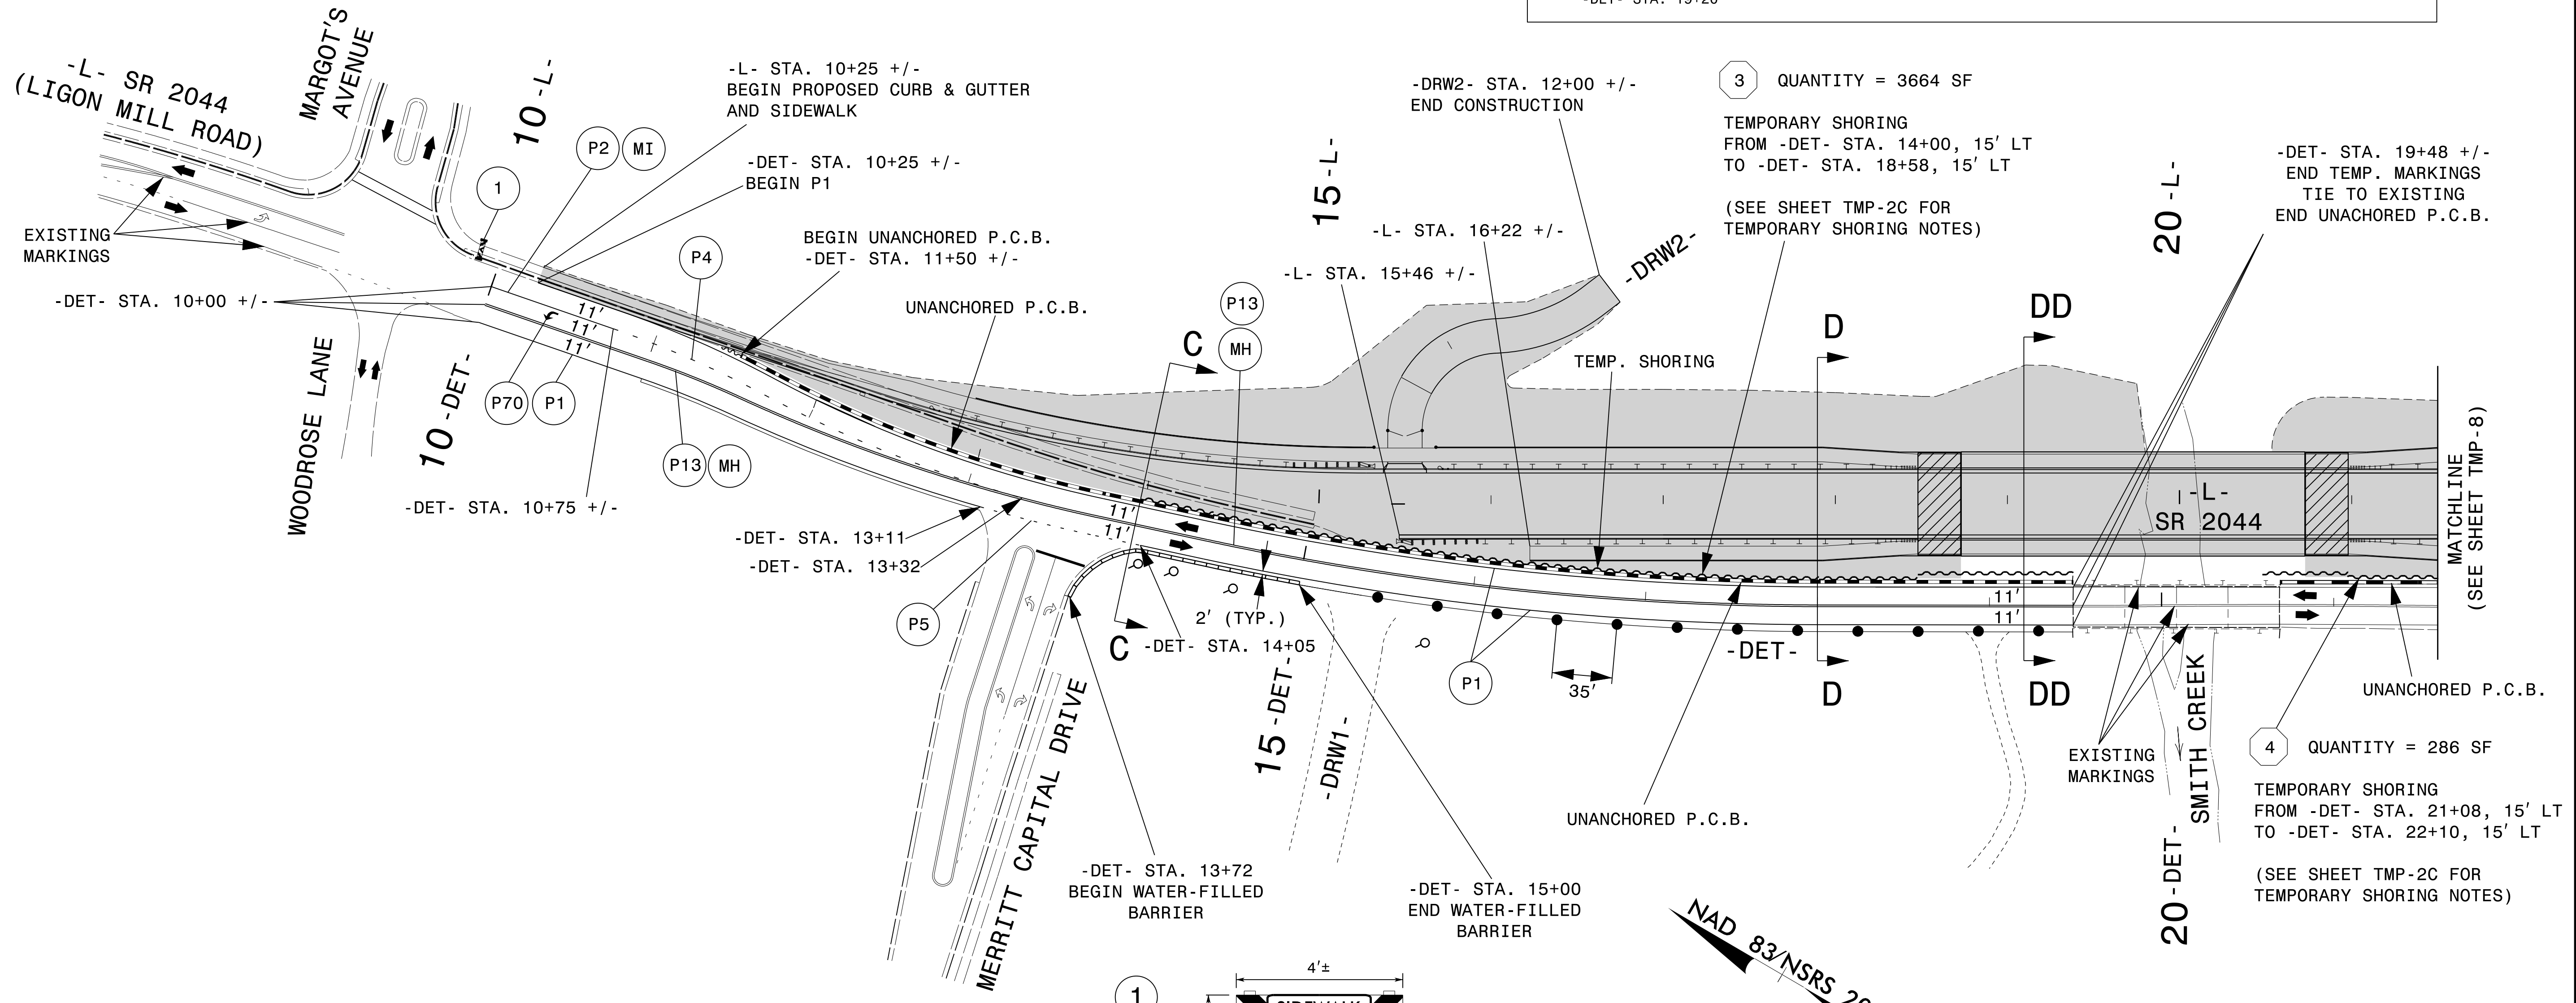 -DET- STA. 19+20
-L- SR 2044
(LIGON MILL ROAD)
MARGOT'S
AVENUE
10 -L-
-L- STA. 10+25 +/-
BEGIN PROPOSED CURB & GUTTER
AND SIDEWALK
P2
MI
1
-DET- STA. 10+25 +/-
BEGIN P1
EXISTING
MARKINGS
-DET- STA. 10+00 +/-
P4
BEGIN UNANCHORED P.C.B.
-DET- STA. 11+50 +/-
UNANCHORED P.C.B.
11'
11'
11'
P70
P1
WOODROSE LANE
10 -DET-
P13
MH
-DET- STA. 10+75 +/-
-DET- STA. 13+11
-DET- STA. 13+32
P5
C
P13
MH
11'
11'
C
2' (TYP.)
-DET- STA. 14+05
15 -L-
-L- STA. 16+22 +/-
-L- STA. 15+46 +/-
-DRW2- STA. 12+00 +/-
END CONSTRUCTION
-DRW2-
3
QUANTITY = 3664 SF
TEMPORARY SHORING
FROM -DET- STA. 14+00, 15' LT
TO -DET- STA. 18+58, 15' LT
(SEE SHEET TMP-2C FOR
TEMPORARY SHORING NOTES)
TEMP. SHORING
D
DD
20 -L-
-DET- STA. 19+48 +/-
END TEMP. MARKINGS
TIE TO EXISTING
END UNACHORED P.C.B.
-L-
SR 2044
MATCHLINE
(SEE SHEET TMP-8)
11'
11'
-DET-
D
DD
P1
35'
MERRITT CAPITAL DRIVE
15 -DET-
-DRW1-
UNANCHORED P.C.B.
-DET- STA. 13+72
BEGIN WATER-FILLED
BARRIER
-DET- STA. 15+00
END WATER-FILLED
BARRIER
EXISTING
MARKINGS
SMITH CREEK
20 -DET-
UNANCHORED P.C.B.
4
QUANTITY = 286 SF
TEMPORARY SHORING
FROM -DET- STA. 21+08, 15' LT
TO -DET- STA. 22+10, 15' LT
(SEE SHEET TMP-2C FOR
TEMPORARY SHORING NOTES)
NAD 83/NSRS 20
1
4'±
SIDEWALK